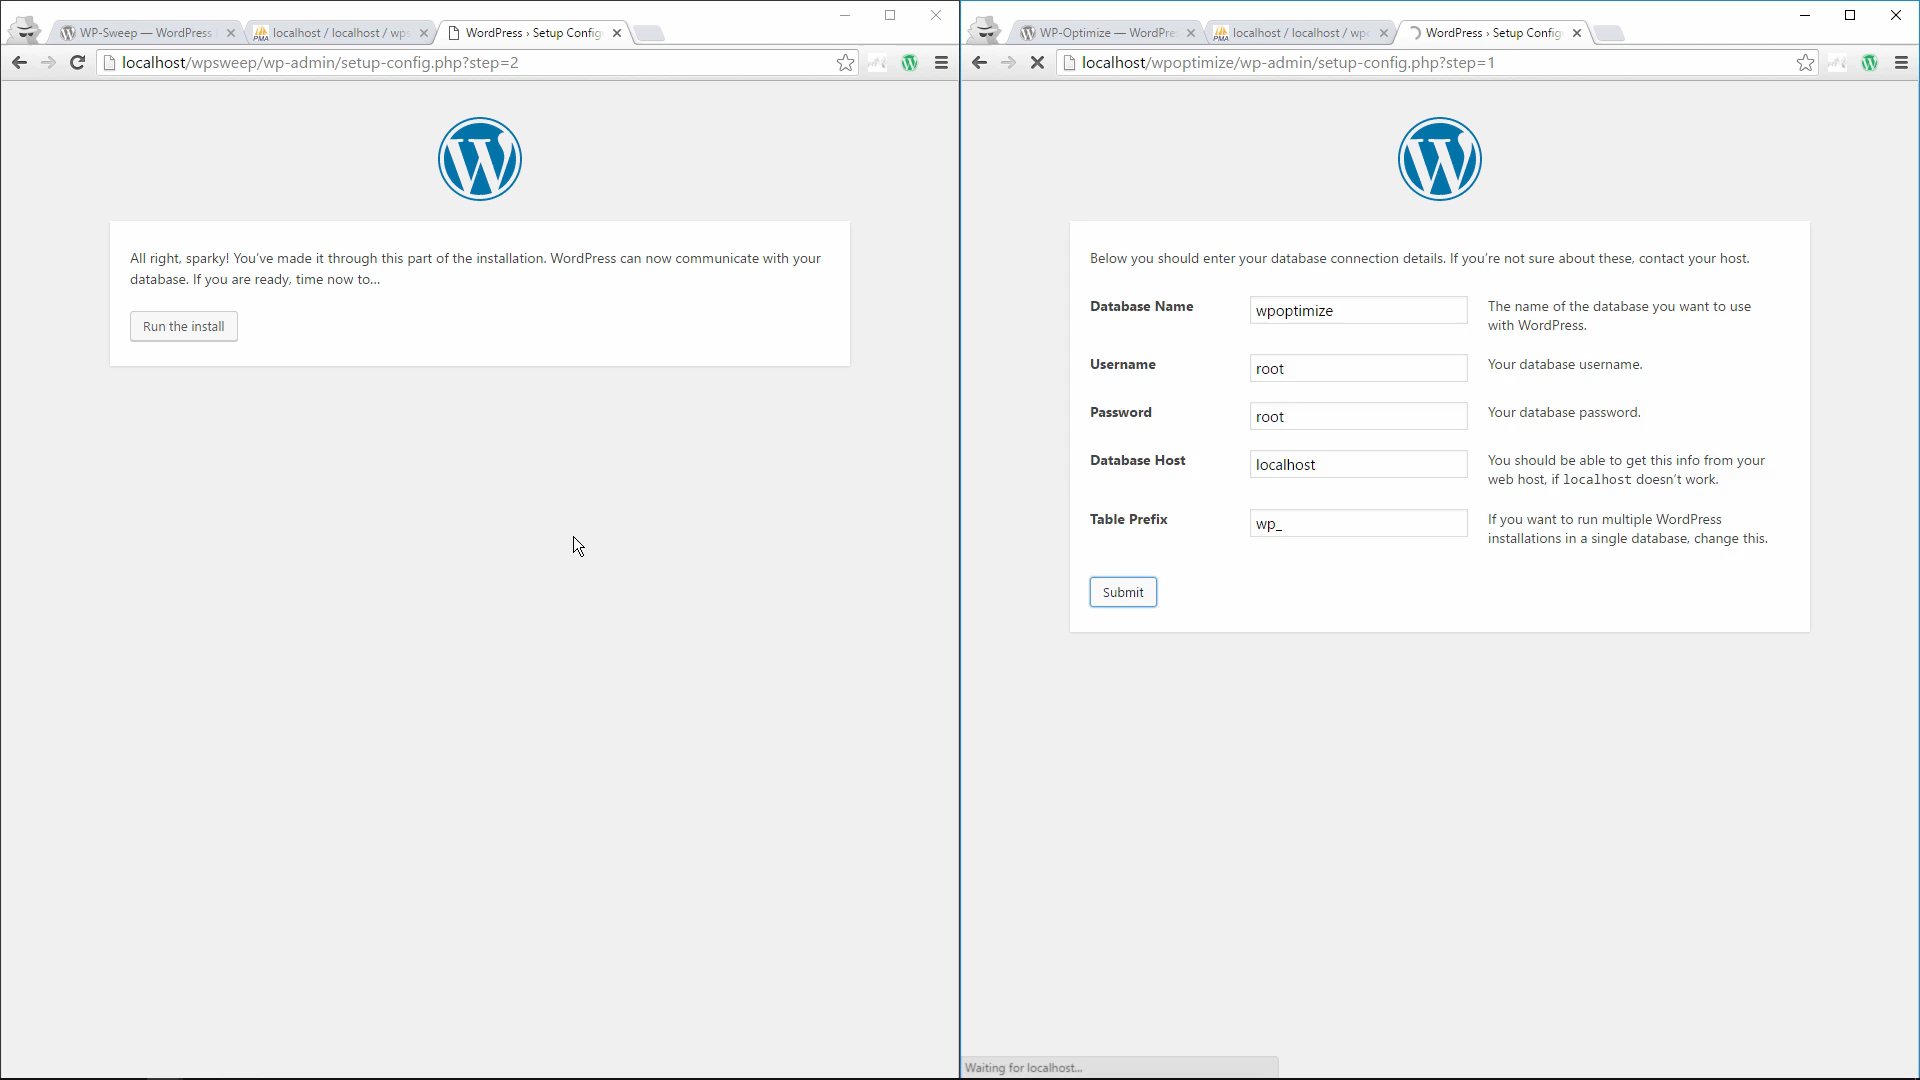 WP-Sweep — WordPress
localhost / localhost / wps
WordPress › Setup Config
localhost/wpsweep/wp-admin/setup-config.php?step=2
All right, sparky! You’ve made it through this part of the installation. WordPress can now communicate with your
database. If you are ready, time now to…
Run the install
WP-Optimize — WordPre
localhost / localhost / wpo
WordPress › Setup Config
localhost/wpoptimize/wp-admin/setup-config.php?step=1
Below you should enter your database connection details. If you’re not sure about these, contact your host.
Database Name wpoptimize The name of the database you want to use
with WordPress.
Username root Your database username.
Password root Your database password.
Database Host localhost You should be able to get this info from your
web host, if localhost doesn’t work.
Table Prefix wp_ If you want to run multiple WordPress
installations in a single database, change this.
Submit
Waiting for localhost...